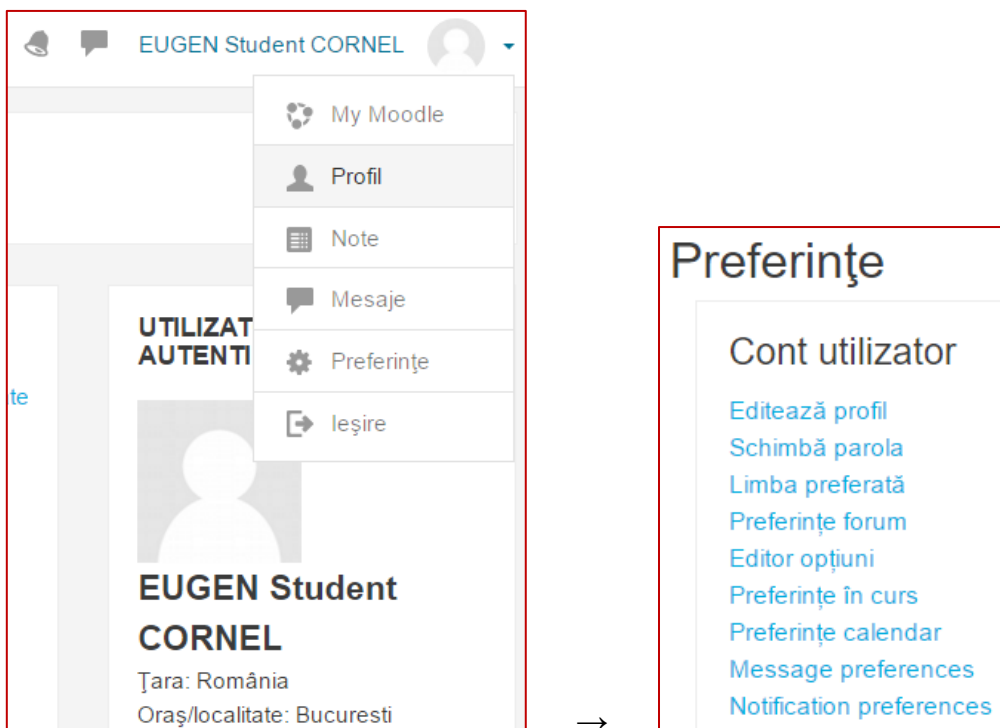 EUGEN Student CORNEL
My Moodle
Profil
Note
Mesaje
Preferinţe
Ieşire
te
UTILIZAT
AUTENTI
EUGEN Student
CORNEL
Ţara: România
Oraş/localitate: Bucuresti
→
Preferinţe
Cont utilizator
Editează profil
Schimbă parola
Limba preferată
Preferințe forum
Editor opțiuni
Preferințe în curs
Preferințe calendar
Message preferences
Notification preferences